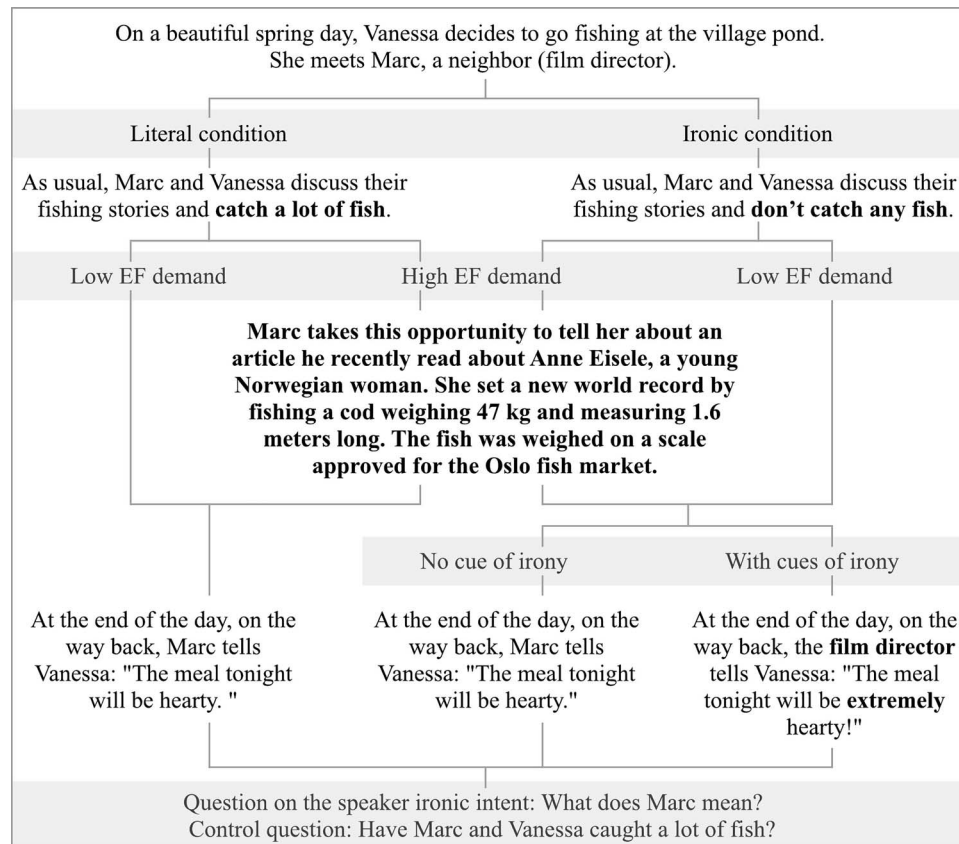 On a beautiful spring day, Vanessa decides to go fishing at the village pond.
She meets Marc, a neighbor (film director).
Literal condition
Ironic condition
As usual, Marc and Vanessa discuss their
fishing stories and catch a lot of fish.
As usual, Marc and Vanessa discuss their
fishing stories and don't catch any fish.
Low EF demand
High EF demand
Low EF demand
Marc takes this opportunity to tell her about an
article he recently read about Anne Eisele, a young
Norwegian woman. She set a new world record by
fishing a cod weighing 47 kg and measuring 1.6
meters long. The fish was weighed on a scale
approved for the Oslo fish market.
No cue of irony
With cues of irony
At the end of the day, on the
way back, Marc tells
Vanessa: "The meal tonight
will be hearty. "
At the end of the day, on the
way back, Marc tells
Vanessa: "The meal tonight
will be hearty."
At the end of the day, on the
way back, the film director
tells Vanessa: "The meal
tonight will be extremely
hearty!"
Question on the speaker ironic intent: What does Marc mean?
Control question: Have Marc and Vanessa caught a lot of fish?